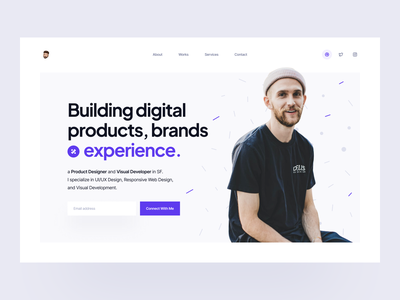 About Works Services Contact
Building digital
products, brands
experience.
a Product Designer and Visual Developer in SF.
I specialize in UI/UX Design, Responsive Web Design,
and Visual Development.
Email address
Connect With Me